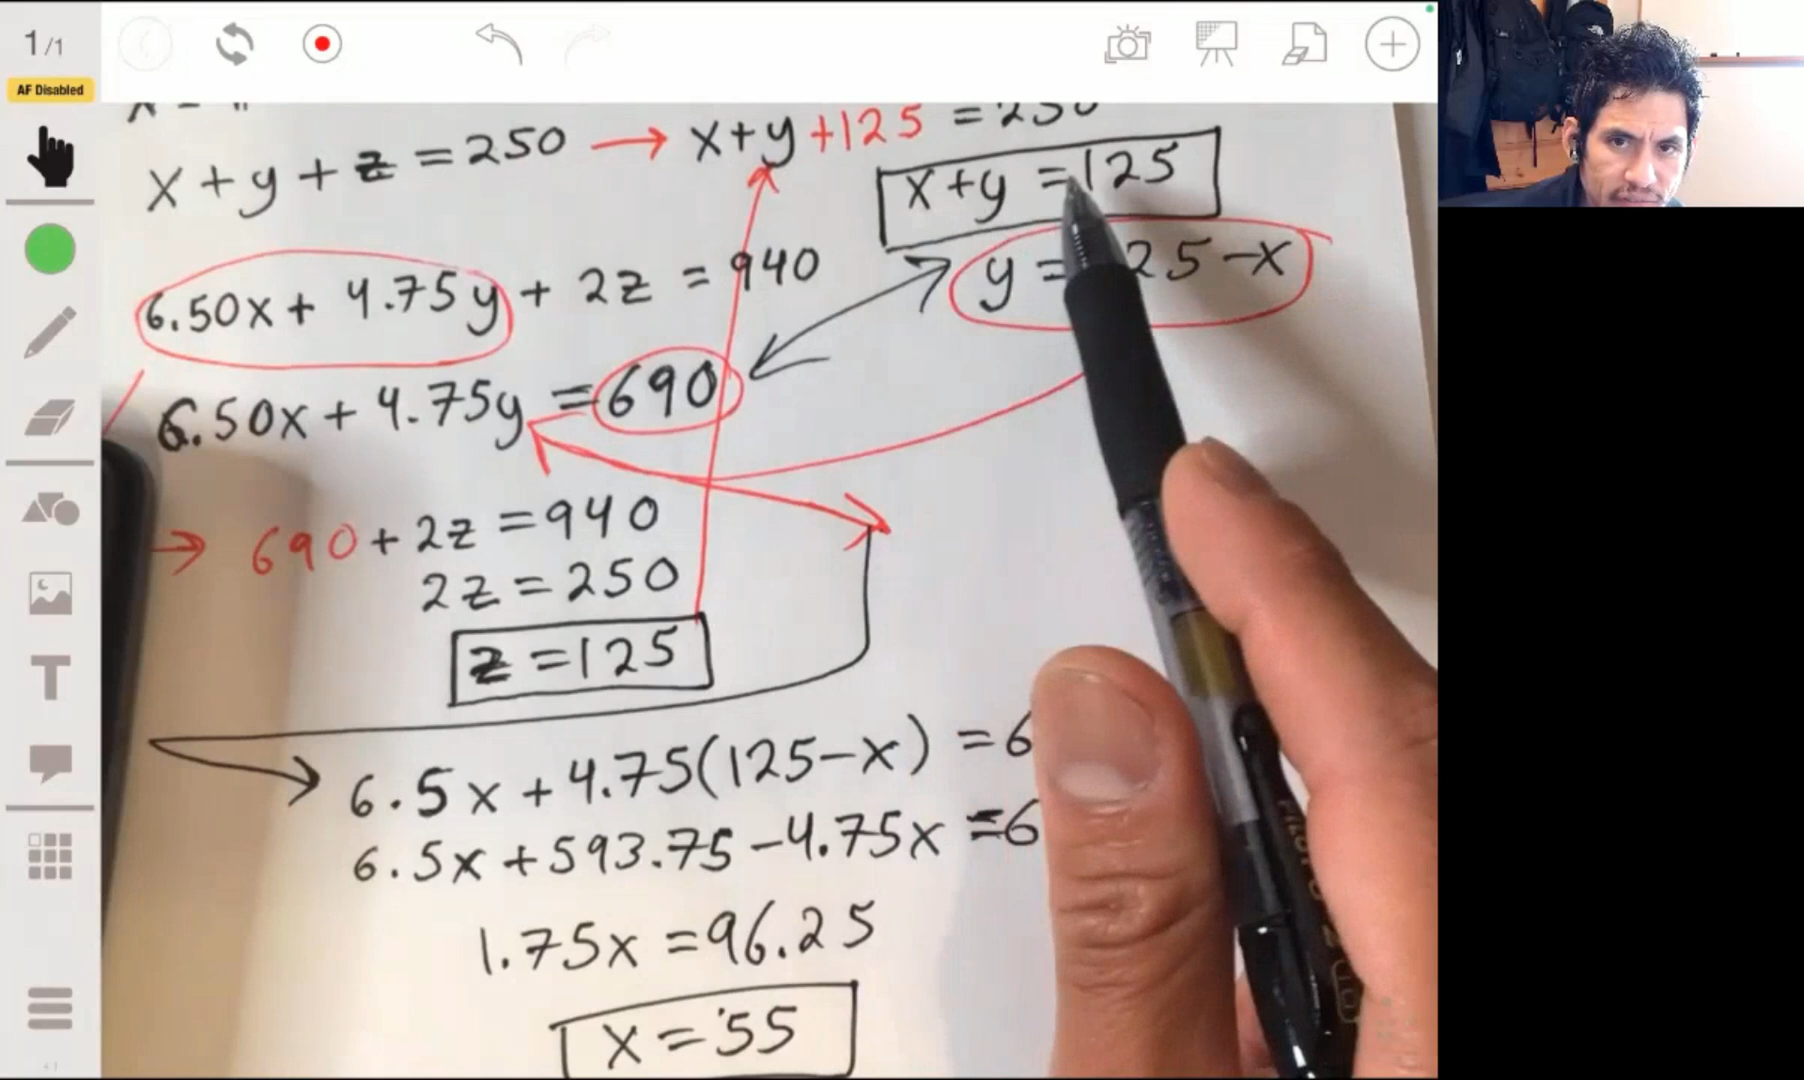 1/1
AF Disabled
x + y + z = 250 → x+y +125 = 250
x+y =125
6.50x + 4.75y + 2z = 940
y = 25 -x
6.50x + 4.75y = 690
→ 690 + 2z = 940
2z = 250
z = 125
6.5x + 4.75(125-x) = 6
6.5x + 593.75 - 4.75x = 6
1.75x = 96.25
x = 55
T